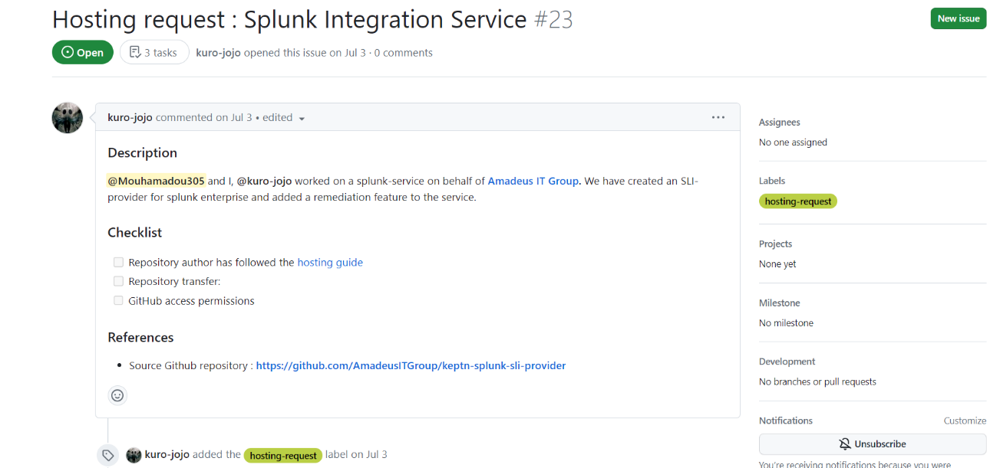 Hosting request : Splunk Integration Service #23
New issue
Open
3 tasks
kuro-jojo opened this issue on Jul 3 · 0 comments
kuro-jojo commented on Jul 3 • edited
Description
@Mouhamadou305 and I, @kuro-jojo worked on a splunk-service on behalf of Amadeus IT Group. We have created an SLI-
provider for splunk enterprise and added a remediation feature to the service.
Checklist
Repository author has followed the hosting guide
Repository transfer:
GitHub access permissions
References
• Source Github repository : https://github.com/AmadeusITGroup/keptn-splunk-sli-provider
kuro-jojo added the hosting-request label on Jul 3
Assignees
No one assigned
Labels
hosting-request
Projects
None yet
Milestone
No milestone
Development
No branches or pull requests
Notifications
Customize
Unsubscribe
You're receiving notifications because you were